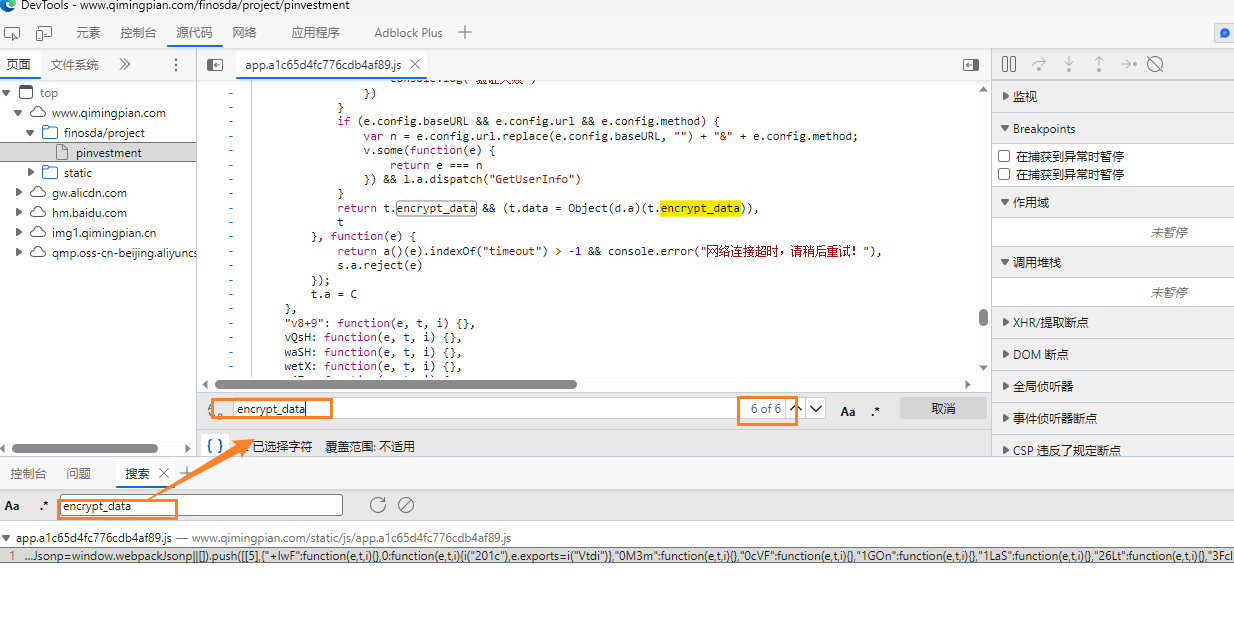 DevTools - www.qimingpian.com/finosda/project/pinvestment
元素 控制台 源代码 网络 应用程序 Adblock Plus
页面 文件系统
app.a1c65d4fc776cdb4af89.js
top
www.qimingpian.com
finosda/project
pinvestment
static
gw.alicdn.com
hm.baidu.com
img1.qimingpian.cn
qmp.oss-cn-beijing.aliyuncs
})
}
if (e.config.baseURL && e.config.url && e.config.method) {
var n = e.config.url.replace(e.config.baseURL, "") + "&" + e.config.method;
v.some(function(e) {
return e === n
}) && l.a.dispatch("GetUserInfo")
}
return t.encrypt_data && (t.data = Object(d.a)(t.encrypt_data)),
t
}, function(e) {
return a()(e).indexOf("timeout") > -1 && console.error("网络连接超时，请稍后重试！"),
s.a.reject(e)
});
t.a = C
},
"v8+9": function(e, t, i) {},
vQsH: function(e, t, i) {},
waSH: function(e, t, i) {},
wetX: function(e, t, i) {},
encrypt_data
6 of 6
Aa .*
取消
{ }
已选择字符 覆盖范围: 不适用
监视
Breakpoints
在捕获到异常时暂停
在捕获到异常时暂停
作用域
未暂停
调用堆栈
未暂停
XHR/提取断点
DOM 断点
全局侦听器
事件侦听器断点
CSP 违反了规定断点
控制台 问题 搜索
Aa .* encrypt_data
app.a1c65d4fc776cdb4af89.js — www.qimingpian.com/static/js/app.a1c65d4fc776cdb4af89.js
1 …Jsonp=window.webpackJsonp||[]).push([[5],{"+IwF":function(e,t,i){},0:function(e,t,i){i("201c"),e.exports=i("Vtdi")},"0M3m":function(e,t,i){},"0cVF":function(e,t,i){},"1GOn":function(e,t,i){},"1LaS":function(e,t,i){},"26Lt":function(e,t,i){},"3Fcl